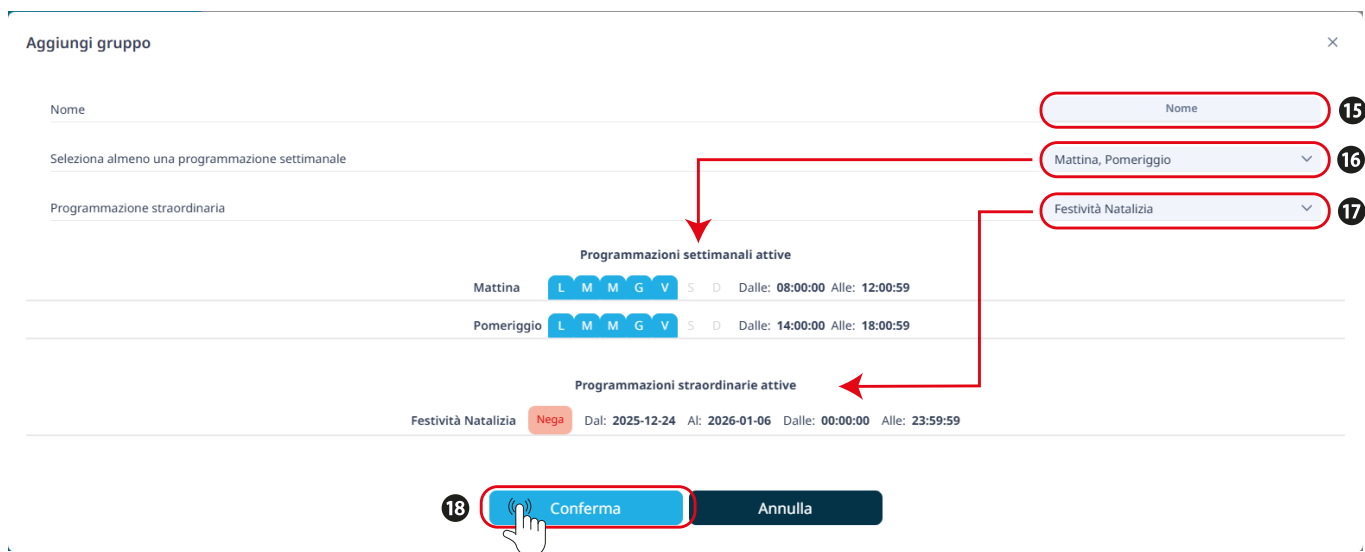 Aggiungi gruppo ×
Nome Nome 15
Seleziona almeno una programmazione settimanale Mattina, Pomeriggio 16
Programmazione straordinaria Festività Natalizia 17
Programmazioni settimanali attive
Mattina L M M G V S D Dalle: 08:00:00 Alle: 12:00:59
Pomeriggio L M M G V S D Dalle: 14:00:00 Alle: 18:00:59
Programmazioni straordinarie attive
Festività Natalizia Nega Dal: 2025-12-24 Al: 2026-01-06 Dalle: 00:00:00 Alle: 23:59:59
18 Conferma Annulla